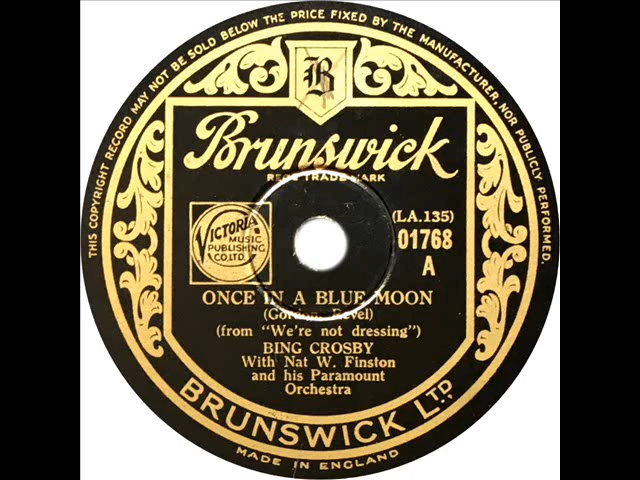 THIS COPYRIGHT RECORD MAY NOT BE SOLD BELOW THE PRICE FIXED BY THE MANUFACTURER, NOR PUBLICLY PERFORMED.
B
Brunswick
REGD TRADE MARK
VICTORIA
MUSIC
PUBLISHING
CO. LTD.
(LA.135)
01768
A
ONCE IN A BLUE MOON
(Gordon, Revel)
(from "We're not dressing")
BING CROSBY
With Nat W. Finston
and his Paramount
Orchestra
BRUNSWICK LTD.
MADE IN ENGLAND